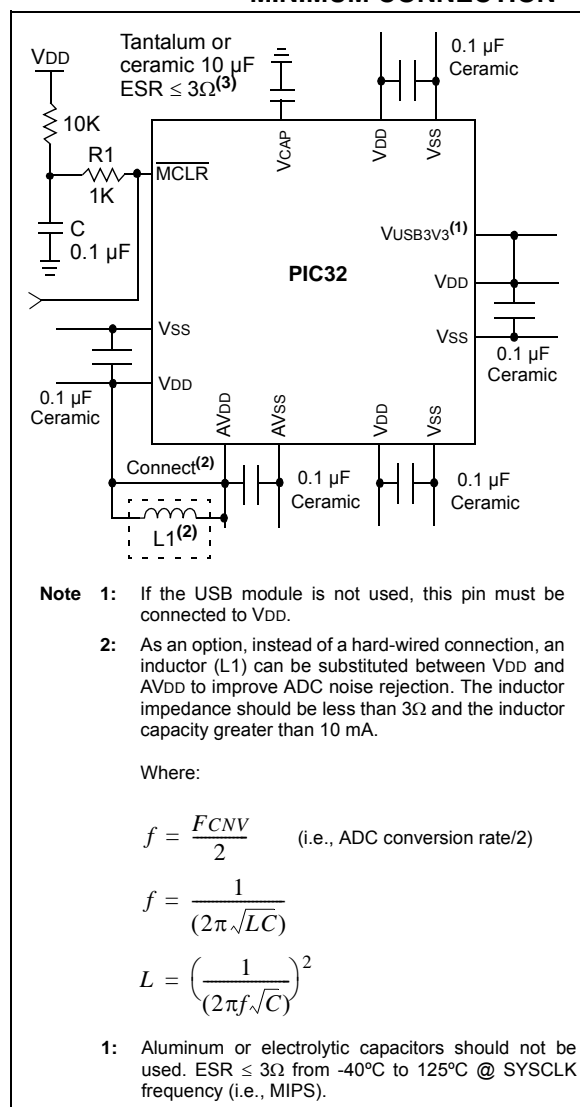 MINIMUM CONNECTION
VDD
Tantalum or
ceramic 10 µF
ESR ≤ 3Ω(3)
0.1 µF
Ceramic
10K
R1
1K
MCLR
VCAP
VDD
VSS
C
0.1 µF
VUSB3V3(1)
PIC32
VDD
VSS
VSS
VDD
0.1 µF
Ceramic
0.1 µF
Ceramic
AVDD
AVSS
VDD
VSS
Connect(2)
0.1 µF
Ceramic
0.1 µF
Ceramic
L1(2)
Note 1: If the USB module is not used, this pin must be
connected to VDD.
2: As an option, instead of a hard-wired connection, an
inductor (L1) can be substituted between VDD and
AVDD to improve ADC noise rejection. The inductor
impedance should be less than 3Ω and the inductor
capacity greater than 10 mA.
Where:
f = FCNV / 2 (i.e., ADC conversion rate/2)
f = 1 / (2π√LC)
L = (1 / (2πf√C))²
1: Aluminum or electrolytic capacitors should not be
used. ESR ≤ 3Ω from -40ºC to 125ºC @ SYSCLK
frequency (i.e., MIPS).